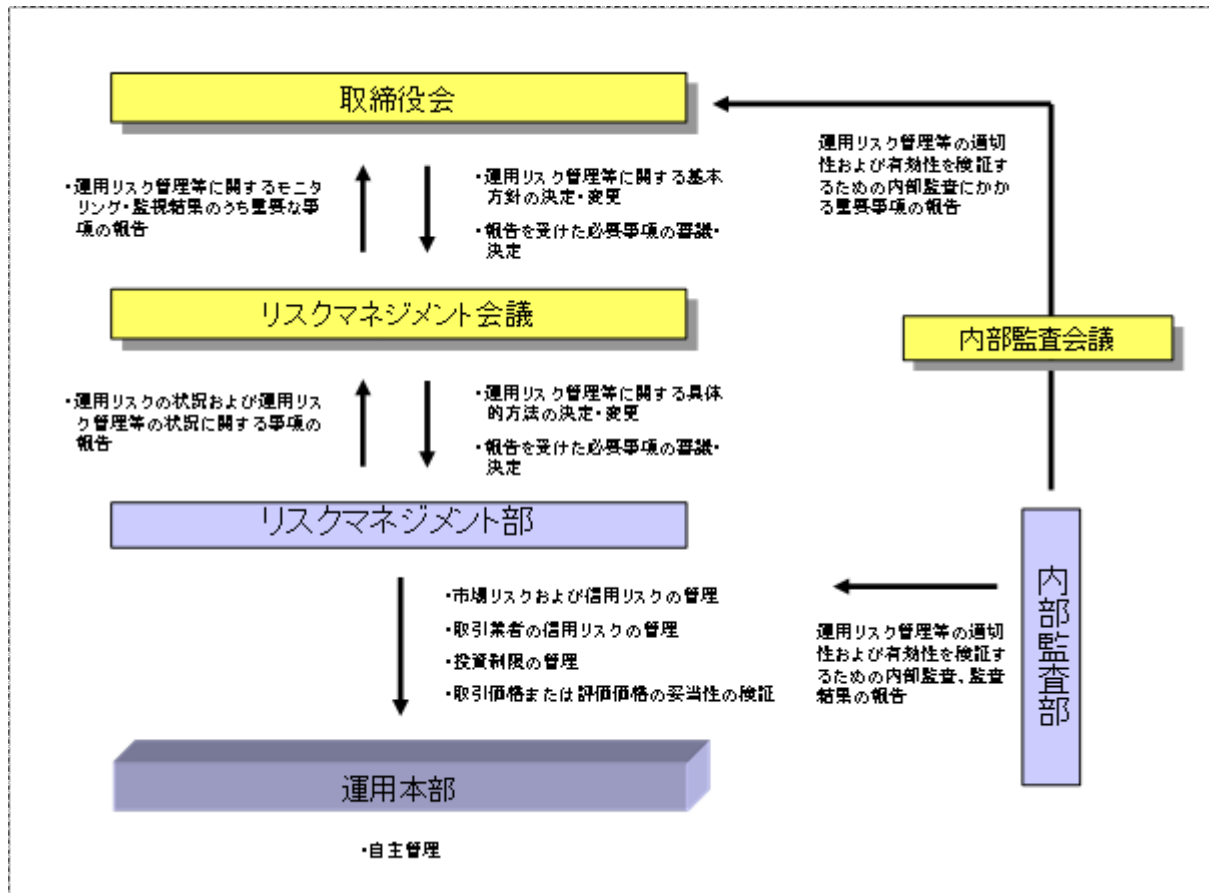 取締役会
・運用リスク管理等に関するモニ
タリング・監視結果のうち重要な事
項の報告
・運用リスク管理等に関する基本
方針の決定・変更
・報告を受けた必要事項の審議・
決定
運用リスク管理等の適切
性および有効性を検証す
るための内部監査にかか
る重要事項の報告
リスクマネジメント会議
内部監査会議
・運用リスクの状況および運用リス
ク管理等の状況に関する事項の
報告
・運用リスク管理等に関する具体
的方法の決定・変更
・報告を受けた必要事項の審議・
決定
リスクマネジメント部
内部監査部
・市場リスクおよび信用リスクの管理
・取引業者の信用リスクの管理
・投資制限の管理
・取引価格または評価価格の妥当性の検証
運用リスク管理等の適切
性および有効性を検証す
るための内部監査、監査
結果の報告
運用本部
・自主管理